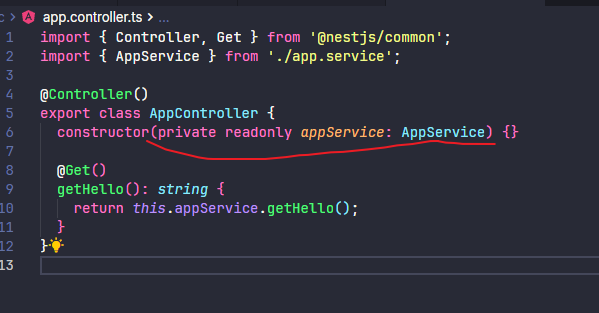 c > app.controller.ts > ...
1 import { Controller, Get } from '@nestjs/common';
2 import { AppService } from './app.service';
3
4 @Controller()
5 export class AppController {
6 constructor(private readonly appService: AppService) {}
7
8 @Get()
9 getHello(): string {
10 return this.appService.getHello();
11 }
12 }
13